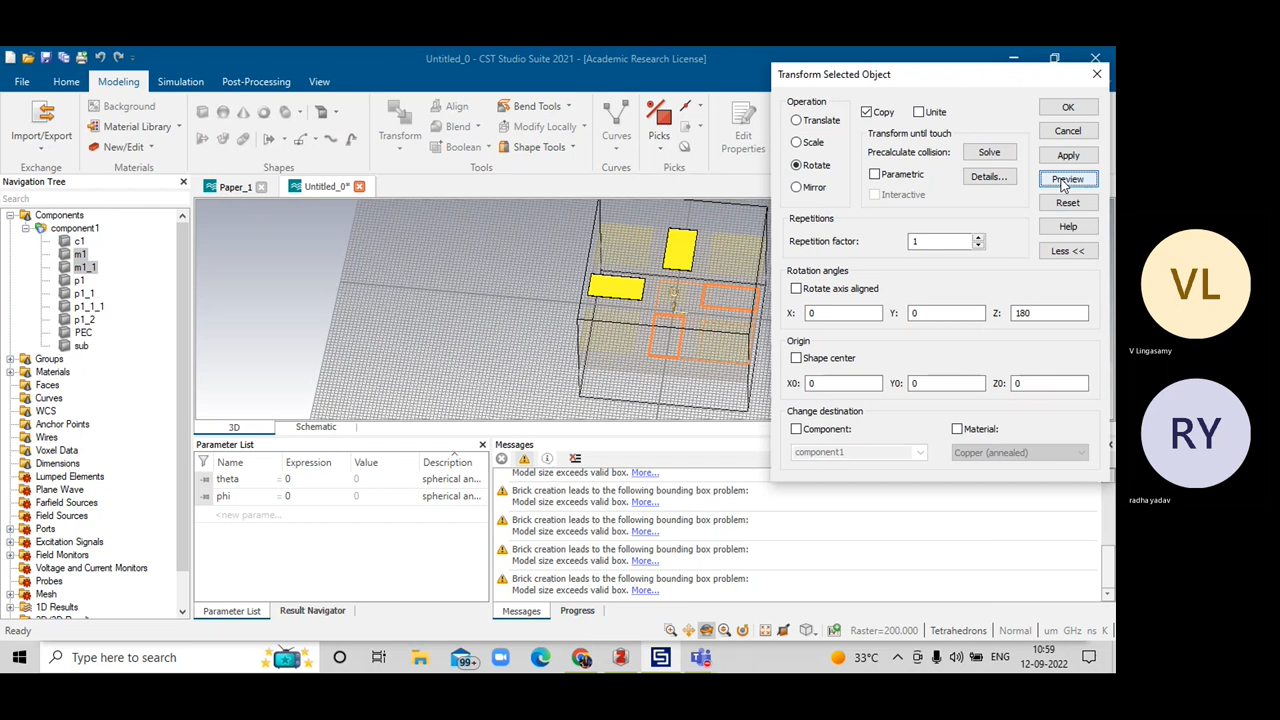 Untitled_0 - CST Studio Suite 2021 - [Academic Research License]
File Home Modeling Simulation Post-Processing View
Import/Export
Exchange
Background
Material Library
New/Edit
Materials
Shapes
Transform
Align
Blend
Boolean
Bend Tools
Modify Locally
Shape Tools
Tools
Curves
Curves
Picks
Picks
Edit
Properties
Navigation Tree
Search
Components
component1
c1
m1
m1_1
p1
p1_1
p1_1_1
p1_2
PEC
sub
Groups
Materials
Faces
Curves
WCS
Anchor Points
Wires
Voxel Data
Dimensions
Lumped Elements
Plane Wave
Farfield Sources
Field Sources
Ports
Excitation Signals
Field Monitors
Voltage and Current Monitors
Probes
Mesh
1D Results
Ready
Paper_1
Untitled_0*
3D Schematic
Parameter List
Name Expression Value Description
theta = 0 0 spherical an...
phi = 0 0 spherical an...
<new parame...
Parameter List Result Navigator
Messages
Model size exceeds valid box. More...
Brick creation leads to the following bounding box problem:
Model size exceeds valid box. More...
Brick creation leads to the following bounding box problem:
Model size exceeds valid box. More...
Brick creation leads to the following bounding box problem:
Model size exceeds valid box. More...
Brick creation leads to the following bounding box problem:
Model size exceeds valid box. More...
Messages Progress
Raster=200.000 Tetrahedrons Normal um GHz ns K
Transform Selected Object
Operation
Translate
Scale
Rotate
Mirror
Copy Unite
Transform until touch
Precalculate collision: Solve
Parametric Details...
Interactive
OK
Cancel
Apply
Preview
Reset
Help
Less <<
Repetitions
Repetition factor: 1
Rotation angles
Rotate axis aligned
X: 0 Y: 0 Z: 180
Origin
Shape center
X0: 0 Y0: 0 Z0: 0
Change destination
Component: Material:
component1 Copper (annealed)
VL
V Lingasamy
RY
radha yadav
Type here to search
99+
33°C
ENG
10:59
12-09-2022